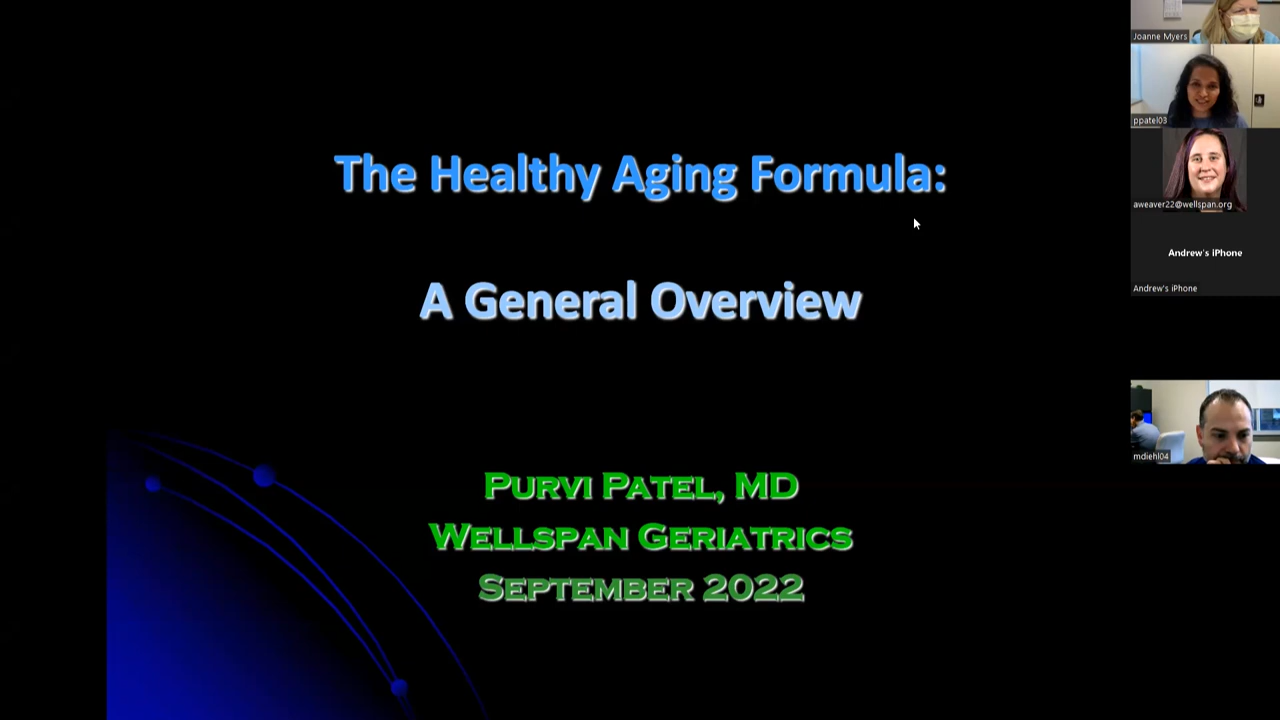 The Healthy Aging Formula:
A General Overview
Purvi Patel, MD
Wellspan Geriatrics
September 2022
Joanne Myers
ppatel03
aweaver22@wellspan.org
Andrew's iPhone
Andrew's iPhone
mdiehl04